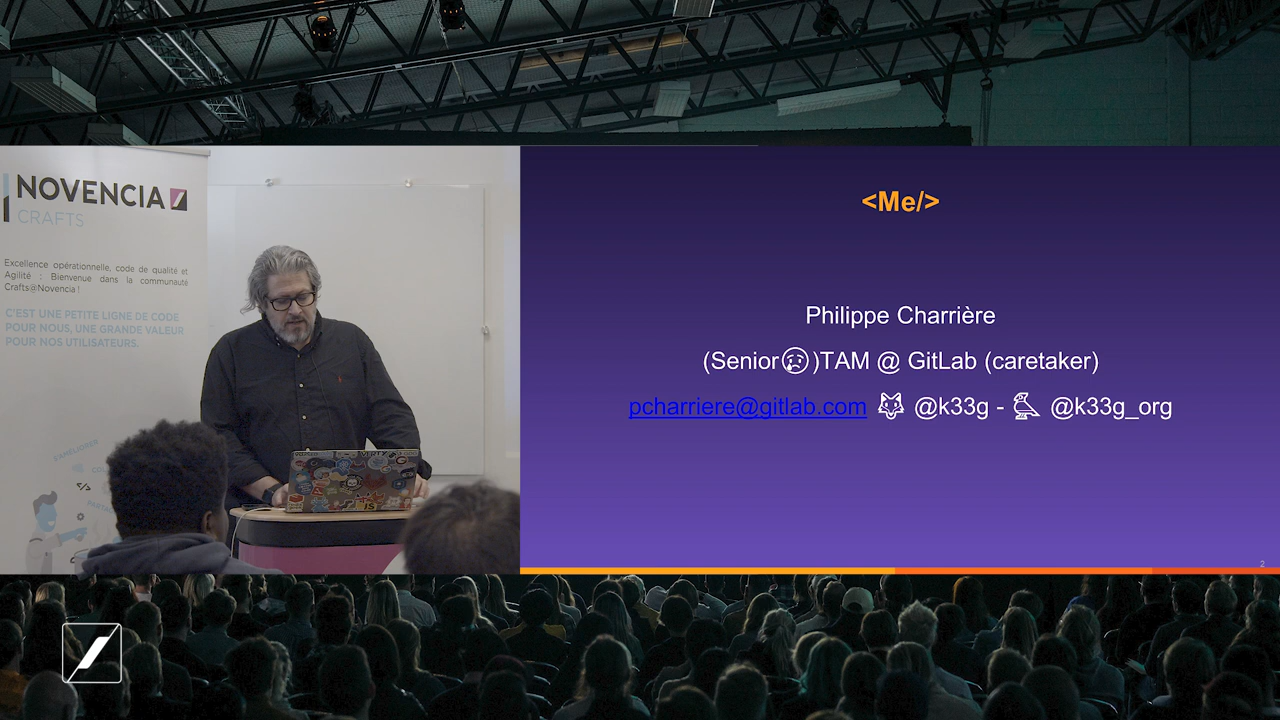 NOVENCIA
CRAFTS
Excellence opérationnelle, code de qualité et
Agilité : Bienvenue dans la communauté
Crafts@Novencia !
C'EST UNE PETITE LIGNE DE CODE
POUR NOUS, UNE GRANDE VALEUR
POUR NOS UTILISATEURS.
</>
<Me/>
Philippe Charrière
(Senior😢)TAM @ GitLab (caretaker)
pcharriere@gitlab.com 🦊 @k33g - 🐦 @k33g_org
2